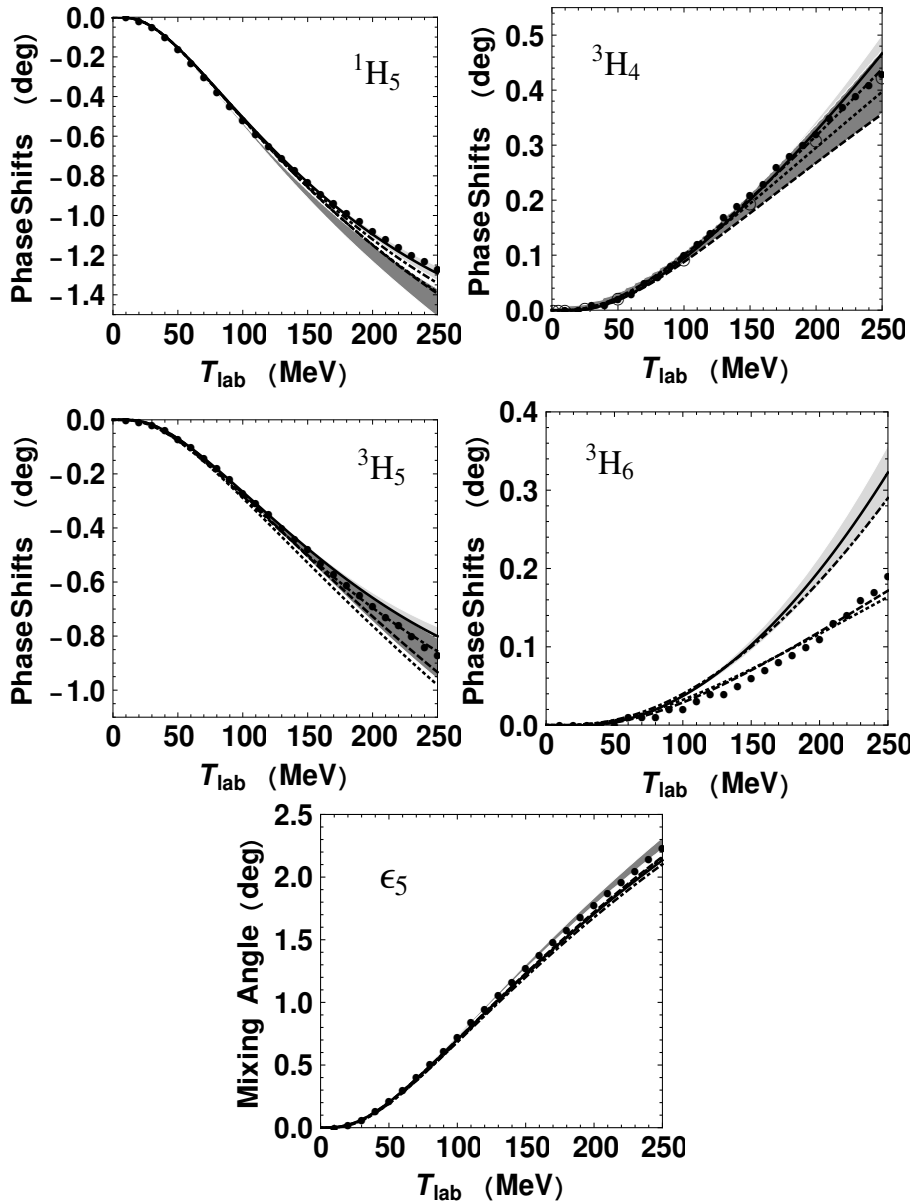 0.0
−0.2
−0.4
−0.6
−0.8
−1.0
−1.2
−1.4
Phase Shifts (deg)
¹H₅
0 50 100 150 200 250
T_lab (MeV)
0.5
0.4
0.3
0.2
0.1
0.0
Phase Shifts (deg)
³H₄
0 50 100 150 200 250
T_lab (MeV)
0.0
−0.2
−0.4
−0.6
−0.8
−1.0
Phase Shifts (deg)
³H₅
0 50 100 150 200 250
T_lab (MeV)
0.4
0.3
0.2
0.1
0.0
Phase Shifts (deg)
³H₆
0 50 100 150 200 250
T_lab (MeV)
2.5
2.0
1.5
1.0
0.5
0.0
Mixing Angle (deg)
ϵ₅
0 50 100 150 200 250
T_lab (MeV)